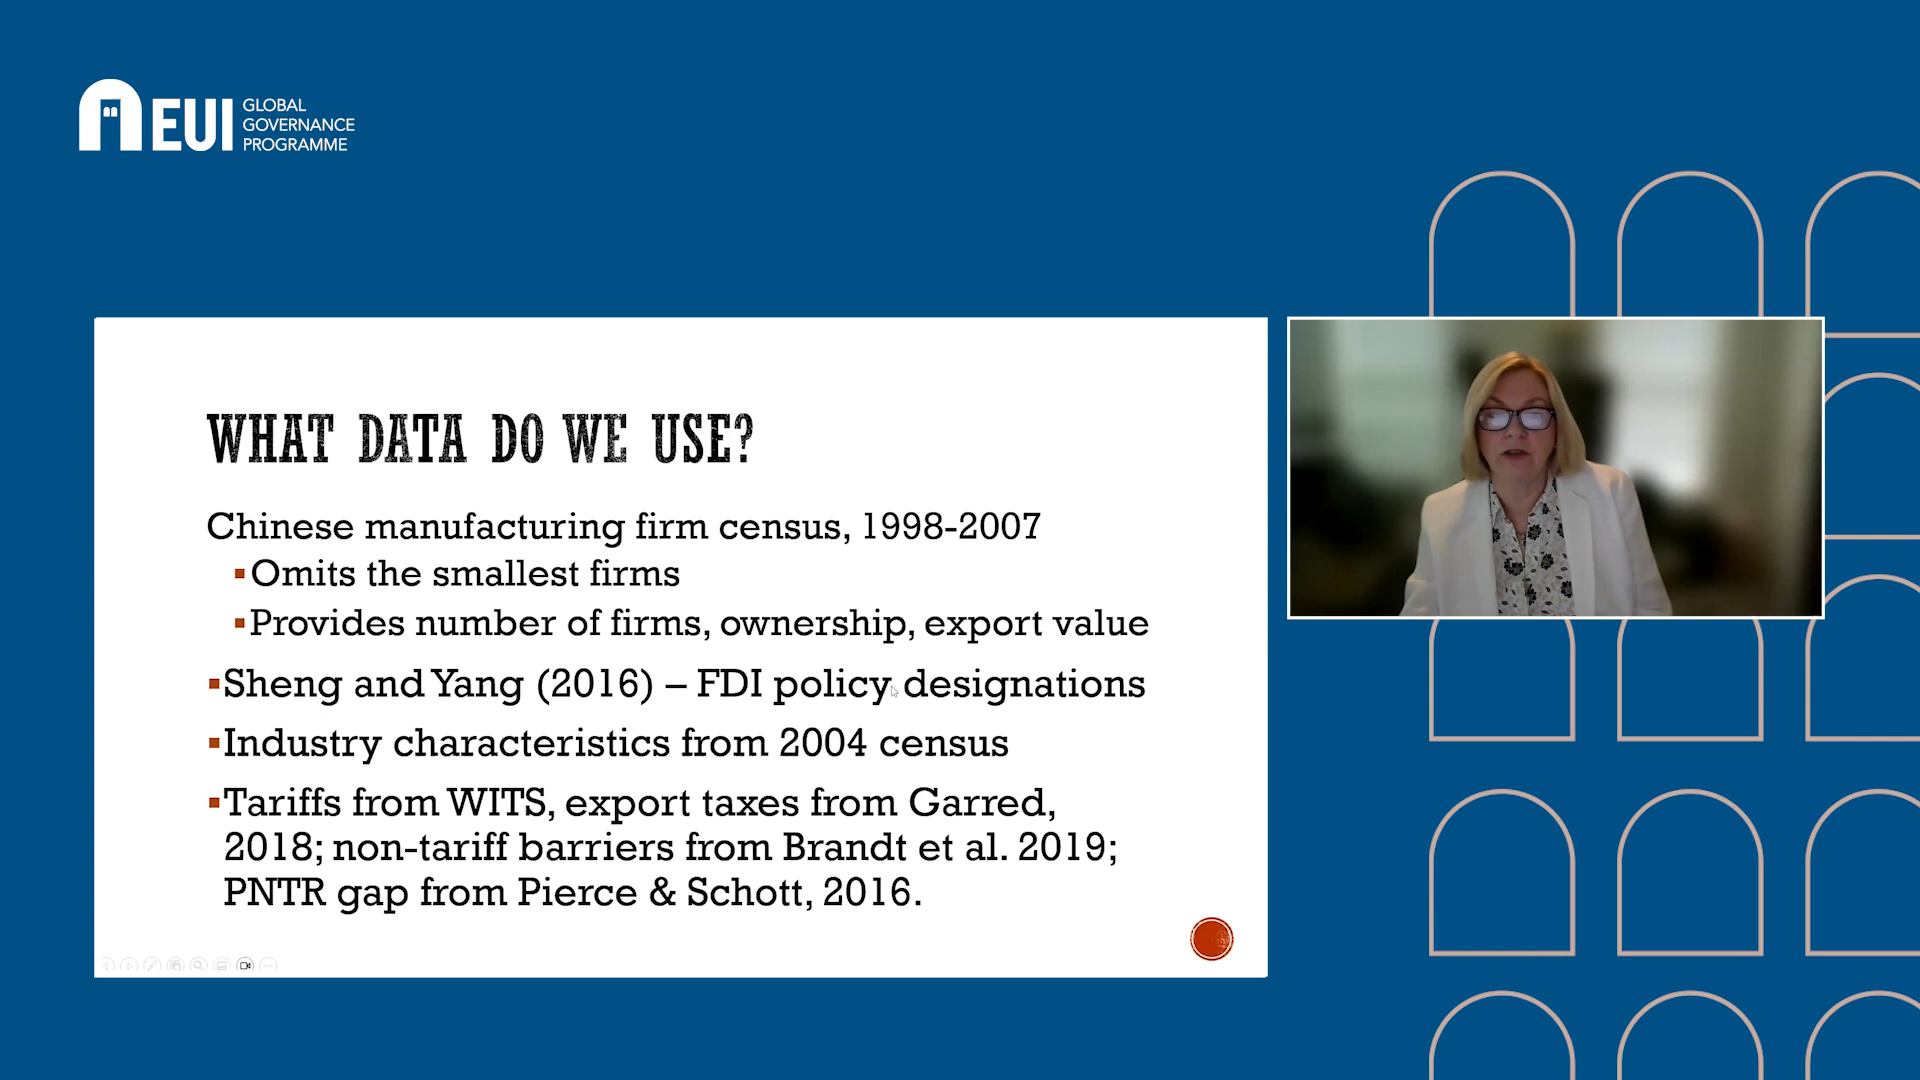 EUI
GLOBAL
GOVERNANCE
PROGRAMME
WHAT DATA DO WE USE?
Chinese manufacturing firm census, 1998-2007
▪Omits the smallest firms
▪Provides number of firms, ownership, export value
▪Sheng and Yang (2016) – FDI policy designations
▪Industry characteristics from 2004 census
▪Tariffs from WITS, export taxes from Garred,
2018; non-tariff barriers from Brandt et al. 2019;
PNTR gap from Pierce & Schott, 2016.